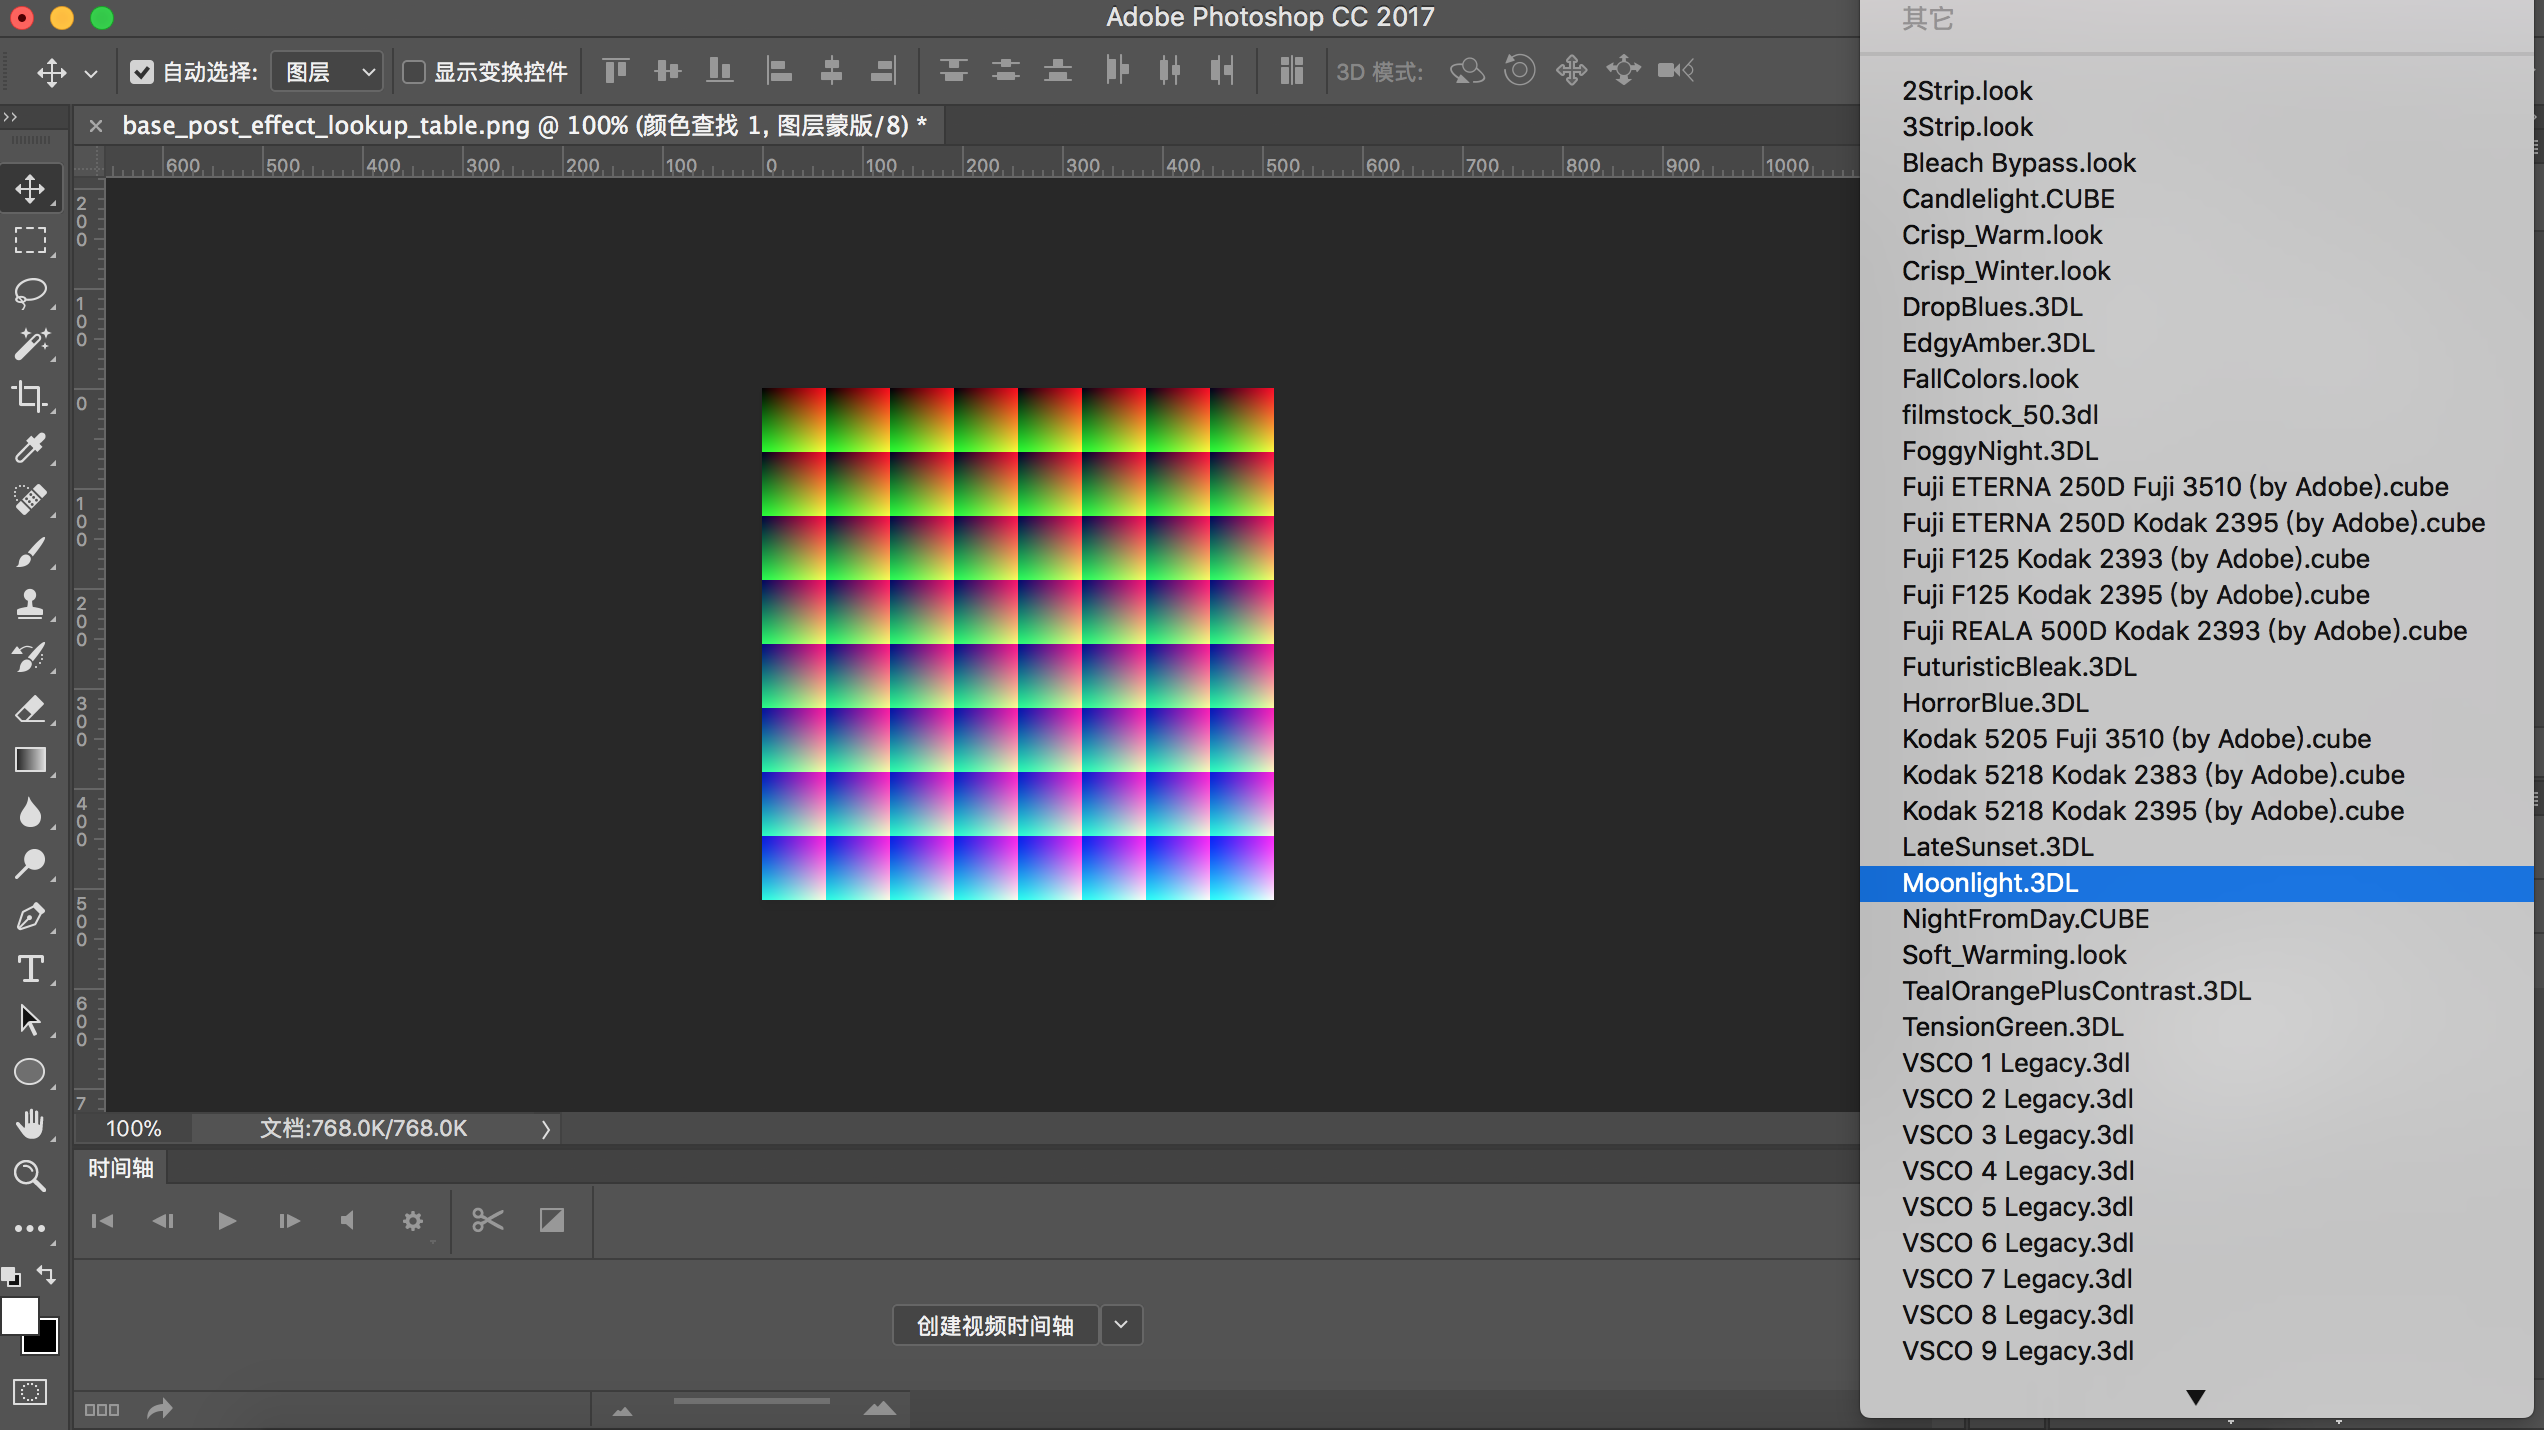 Adobe Photoshop CC 2017
自动选择:
图层
显示变换控件
3D 模式:
base_post_effect_lookup_table.png @ 100% (颜色查找 1, 图层蒙版/8) *
600 500 400 300 200 100 0 100 200 300 400 500 600 700 800 900 1000
200
100
0
100
200
300
400
500
600
7
100%
文档:768.0K/768.0K
时间轴
创建视频时间轴
其它
2Strip.look
3Strip.look
Bleach Bypass.look
Candlelight.CUBE
Crisp_Warm.look
Crisp_Winter.look
DropBlues.3DL
EdgyAmber.3DL
FallColors.look
filmstock_50.3dl
FoggyNight.3DL
Fuji ETERNA 250D Fuji 3510 (by Adobe).cube
Fuji ETERNA 250D Kodak 2395 (by Adobe).cube
Fuji F125 Kodak 2393 (by Adobe).cube
Fuji F125 Kodak 2395 (by Adobe).cube
Fuji REALA 500D Kodak 2393 (by Adobe).cube
FuturisticBleak.3DL
HorrorBlue.3DL
Kodak 5205 Fuji 3510 (by Adobe).cube
Kodak 5218 Kodak 2383 (by Adobe).cube
Kodak 5218 Kodak 2395 (by Adobe).cube
LateSunset.3DL
Moonlight.3DL
NightFromDay.CUBE
Soft_Warming.look
TealOrangePlusContrast.3DL
TensionGreen.3DL
VSCO 1 Legacy.3dl
VSCO 2 Legacy.3dl
VSCO 3 Legacy.3dl
VSCO 4 Legacy.3dl
VSCO 5 Legacy.3dl
VSCO 6 Legacy.3dl
VSCO 7 Legacy.3dl
VSCO 8 Legacy.3dl
VSCO 9 Legacy.3dl